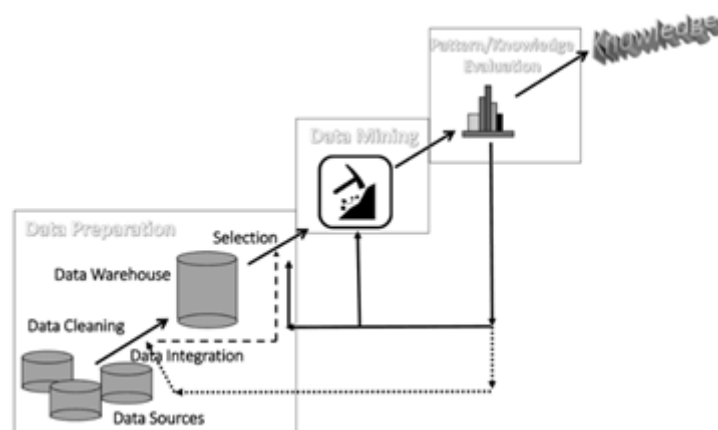 Knowledge
Pattern/Knowledge
Evaluation
Data Mining
Data Preparation
Selection
Data Warehouse
Data Cleaning
Data Integration
Data Sources